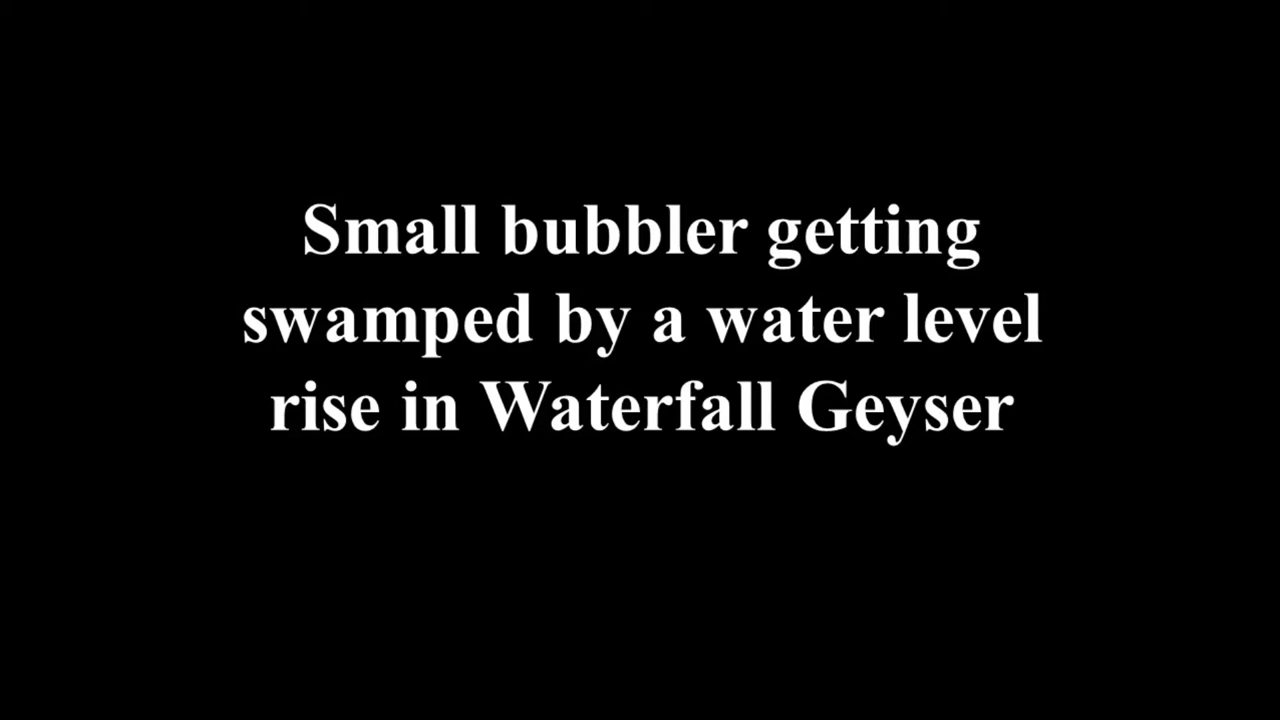 Small bubbler getting
swamped by a water level
rise in Waterfall Geyser